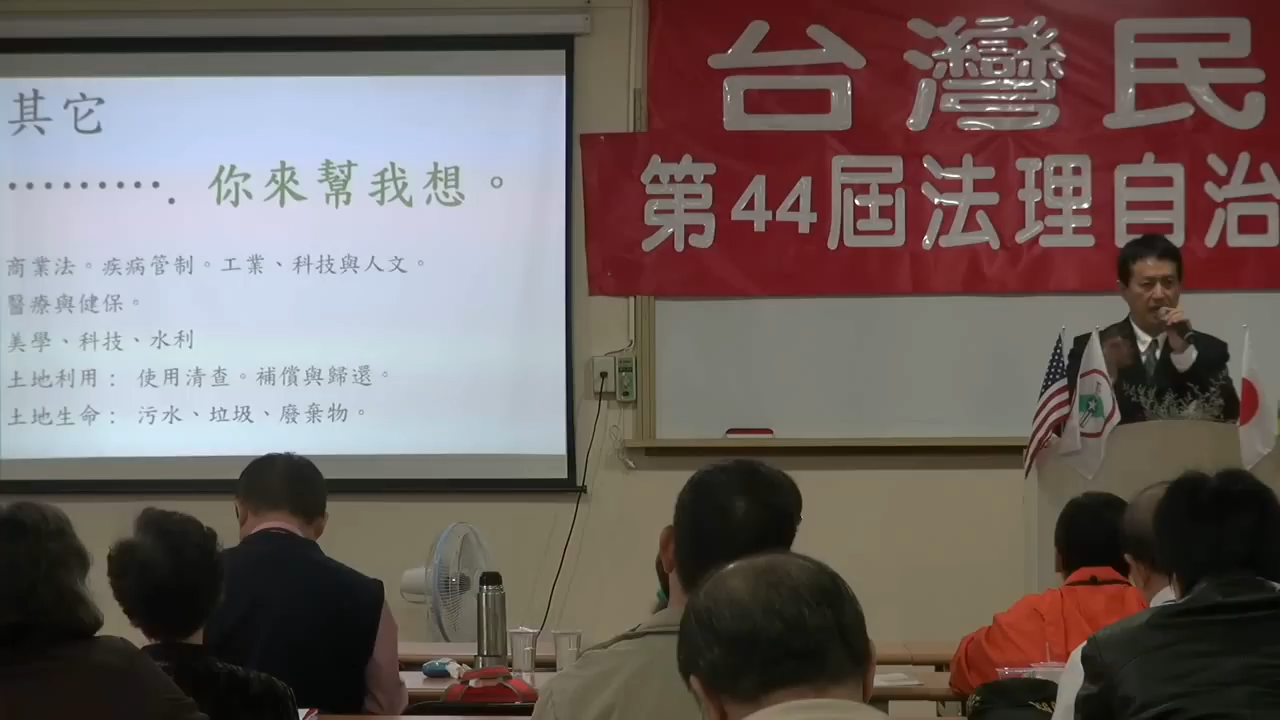 其它
.......... 你來幫我想。
商業法。疾病管制。工業、科技與人文。
醫療與健保。
美學、科技、水利
土地利用: 使用清查。補償與歸還。
土地生命: 污水、垃圾、廢棄物。
台灣民
第44屆法理自治